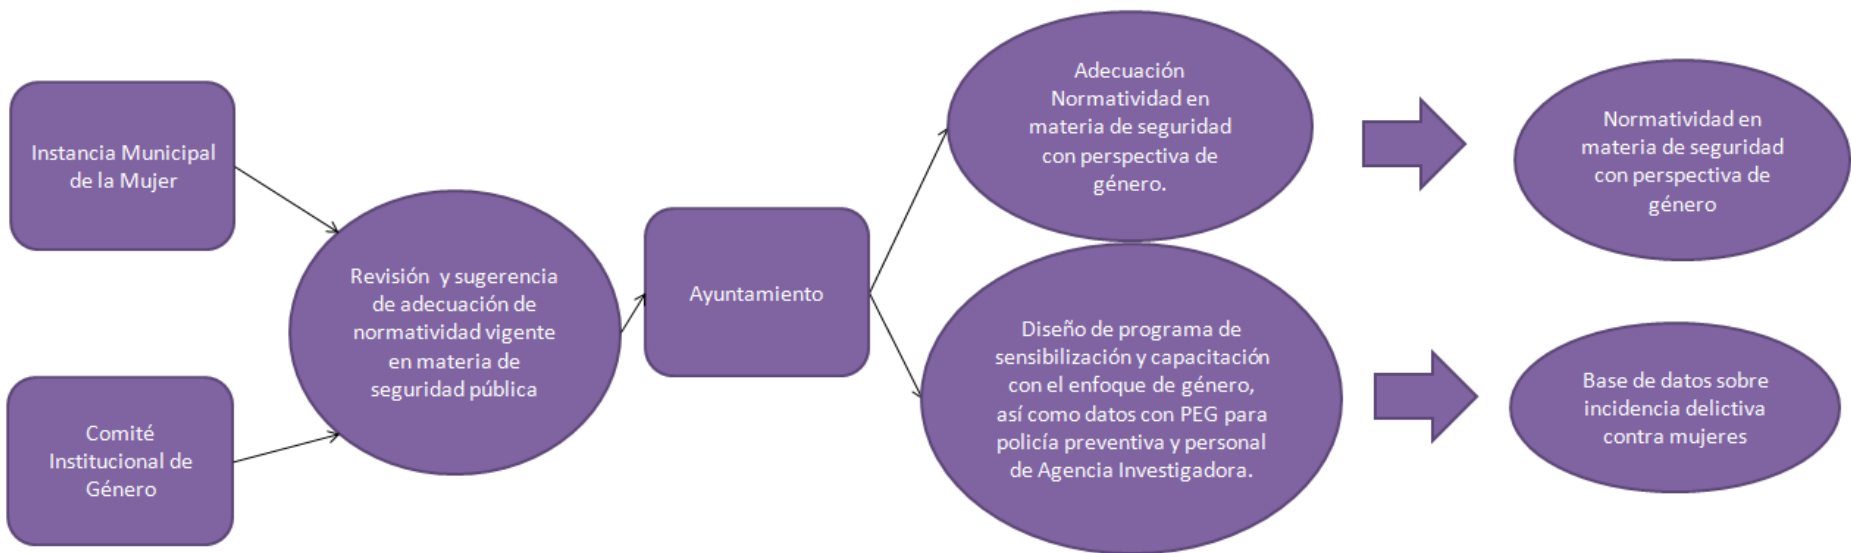 Instancia Municipal
de la Mujer
Comité
Institucional de
Género
Revisión y sugerencia
de adecuación de
normatividad vigente
en materia de
seguridad pública
Ayuntamiento
Adecuación
Normatividad en
materia de seguridad
con perspectiva de
género.
Diseño de programa de
sensibilización y capacitación
con el enfoque de género,
así como datos con PEG para
policía preventiva y personal
de Agencia Investigadora.
Normatividad en
materia de seguridad
con perspectiva de
género
Base de datos sobre
incidencia delictiva
contra mujeres